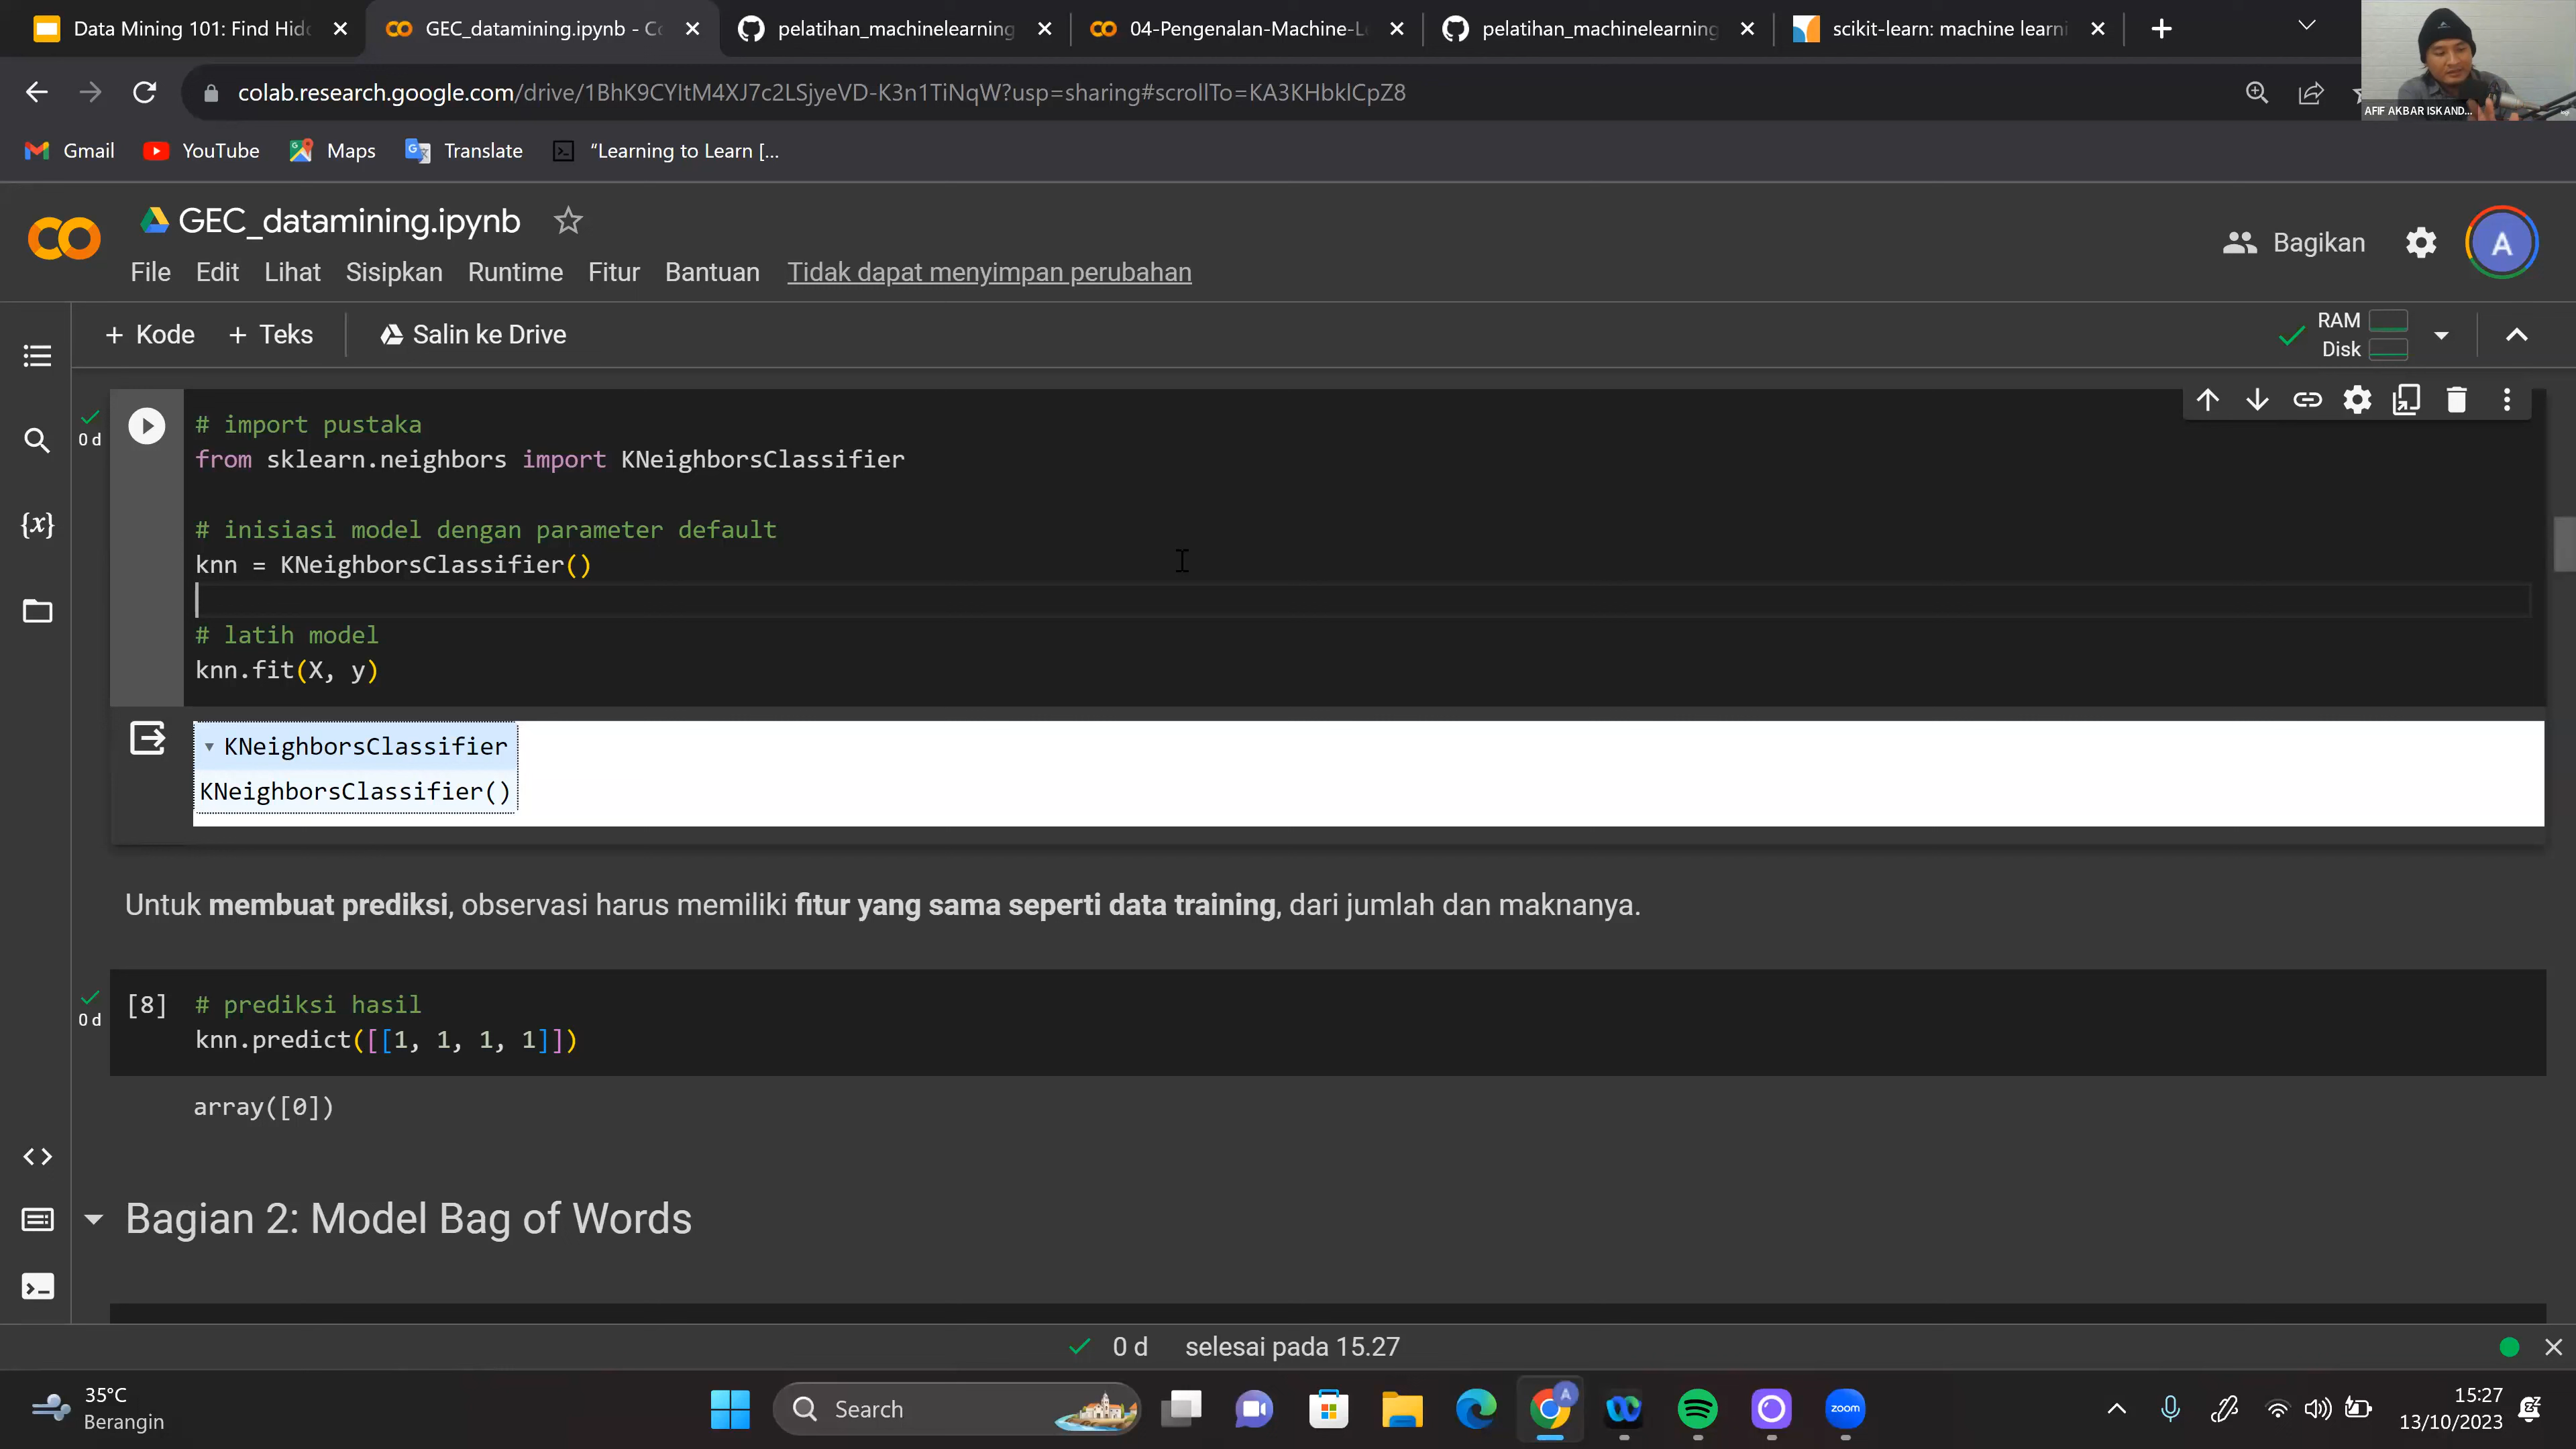 Data Mining 101: Find Hid
GEC_datamining.ipynb - Co
pelatihan_machinelearning
04-Pengenalan-Machine-L
pelatihan_machinelearning
scikit-learn: machine learni
colab.research.google.com/drive/1BhK9CYItM4XJ7c2LSjyeVD-K3n1TiNqW?usp=sharing#scrollTo=KA3KHbklCpZ8
AFIF AKBAR ISKAND...
Gmail
YouTube
Maps
Translate
"Learning to Learn [...
GEC_datamining.ipynb
Bagikan
A
File Edit Lihat Sisipkan Runtime Fitur Bantuan Tidak dapat menyimpan perubahan
+ Kode + Teks Salin ke Drive
RAM
Disk
0 d
# import pustaka
from sklearn.neighbors import KNeighborsClassifier
# inisiasi model dengan parameter default
knn = KNeighborsClassifier()
# latih model
knn.fit(X, y)
KNeighborsClassifier
KNeighborsClassifier()
Untuk membuat prediksi, observasi harus memiliki fitur yang sama seperti data training, dari jumlah dan maknanya.
0 d
[8] # prediksi hasil
knn.predict([[1, 1, 1, 1]])
array([0])
Bagian 2: Model Bag of Words
0 d selesai pada 15.27
35°C
Berangin
Search
A
zoom
15:27
13/10/2023